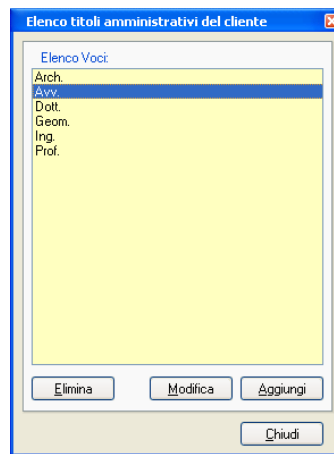 Elenco titoli amministrativi del cliente
Elenco Voci:
Arch.
Avv.
Dott.
Geom.
Ing.
Prof.
Elimina Modifica Aggiungi
Chiudi